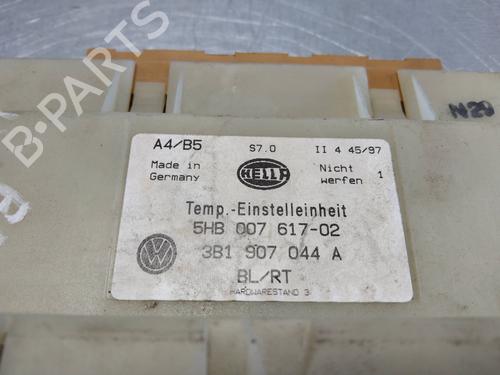 A4/B5 S7.0 II 4 45/97
Made in Germany
HELLA
Nicht werfen 1
Temp.-Einstelleinheit
5HB 007 617-02
3B1 907 044 A
BL/RT
HARDWARESTAND 3
N29
B-PARTS